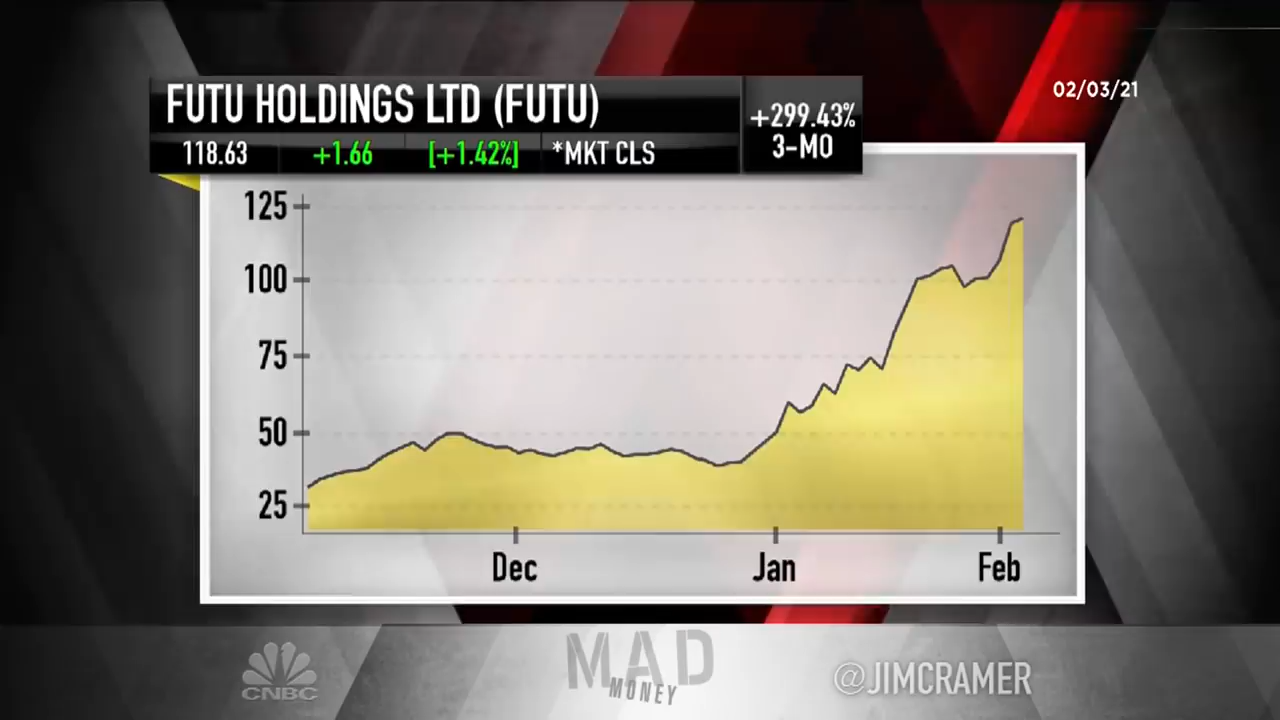 FUTU HOLDINGS LTD (FUTU)
118.63 +1.66 [+1.42%] *MKT CLS
+299.43%
3-MO
02/03/21
125
100
75
50
25
Dec Jan Feb
CNBC
MAD
MONEY
@JIMCRAMER